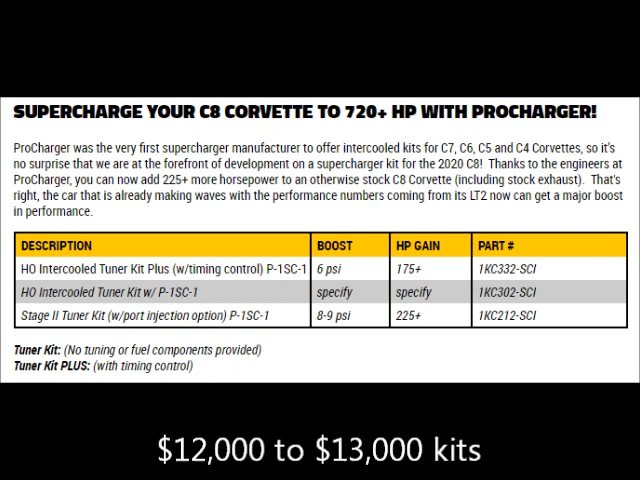 SUPERCHARGE YOUR C8 CORVETTE TO 720+ HP WITH PROCHARGER!
ProCharger was the very first supercharger manufacturer to offer intercooled kits for C7, C6, C5 and C4 Corvettes, so it's
no surprise that we are at the forefront of development on a supercharger kit for the 2020 C8! Thanks to the engineers at
ProCharger, you can now add 225+ more horsepower to an otherwise stock C8 Corvette (including stock exhaust). That's
right, the car that is already making waves with the performance numbers coming from its LT2 now can get a major boost
in performance.
DESCRIPTION BOOST HP GAIN PART #
HO Intercooled Tuner Kit Plus (w/timing control) P-1SC-1 6 psi 175+ 1KC332-SCI
HO Intercooled Tuner Kit w/ P-1SC-1 specify specify 1KC302-SCI
Stage II Tuner Kit (w/port injection option) P-1SC-1 8-9 psi 225+ 1KC212-SCI
Tuner Kit: (No tuning or fuel components provided)
Tuner Kit PLUS: (with timing control)
$12,000 to $13,000 kits